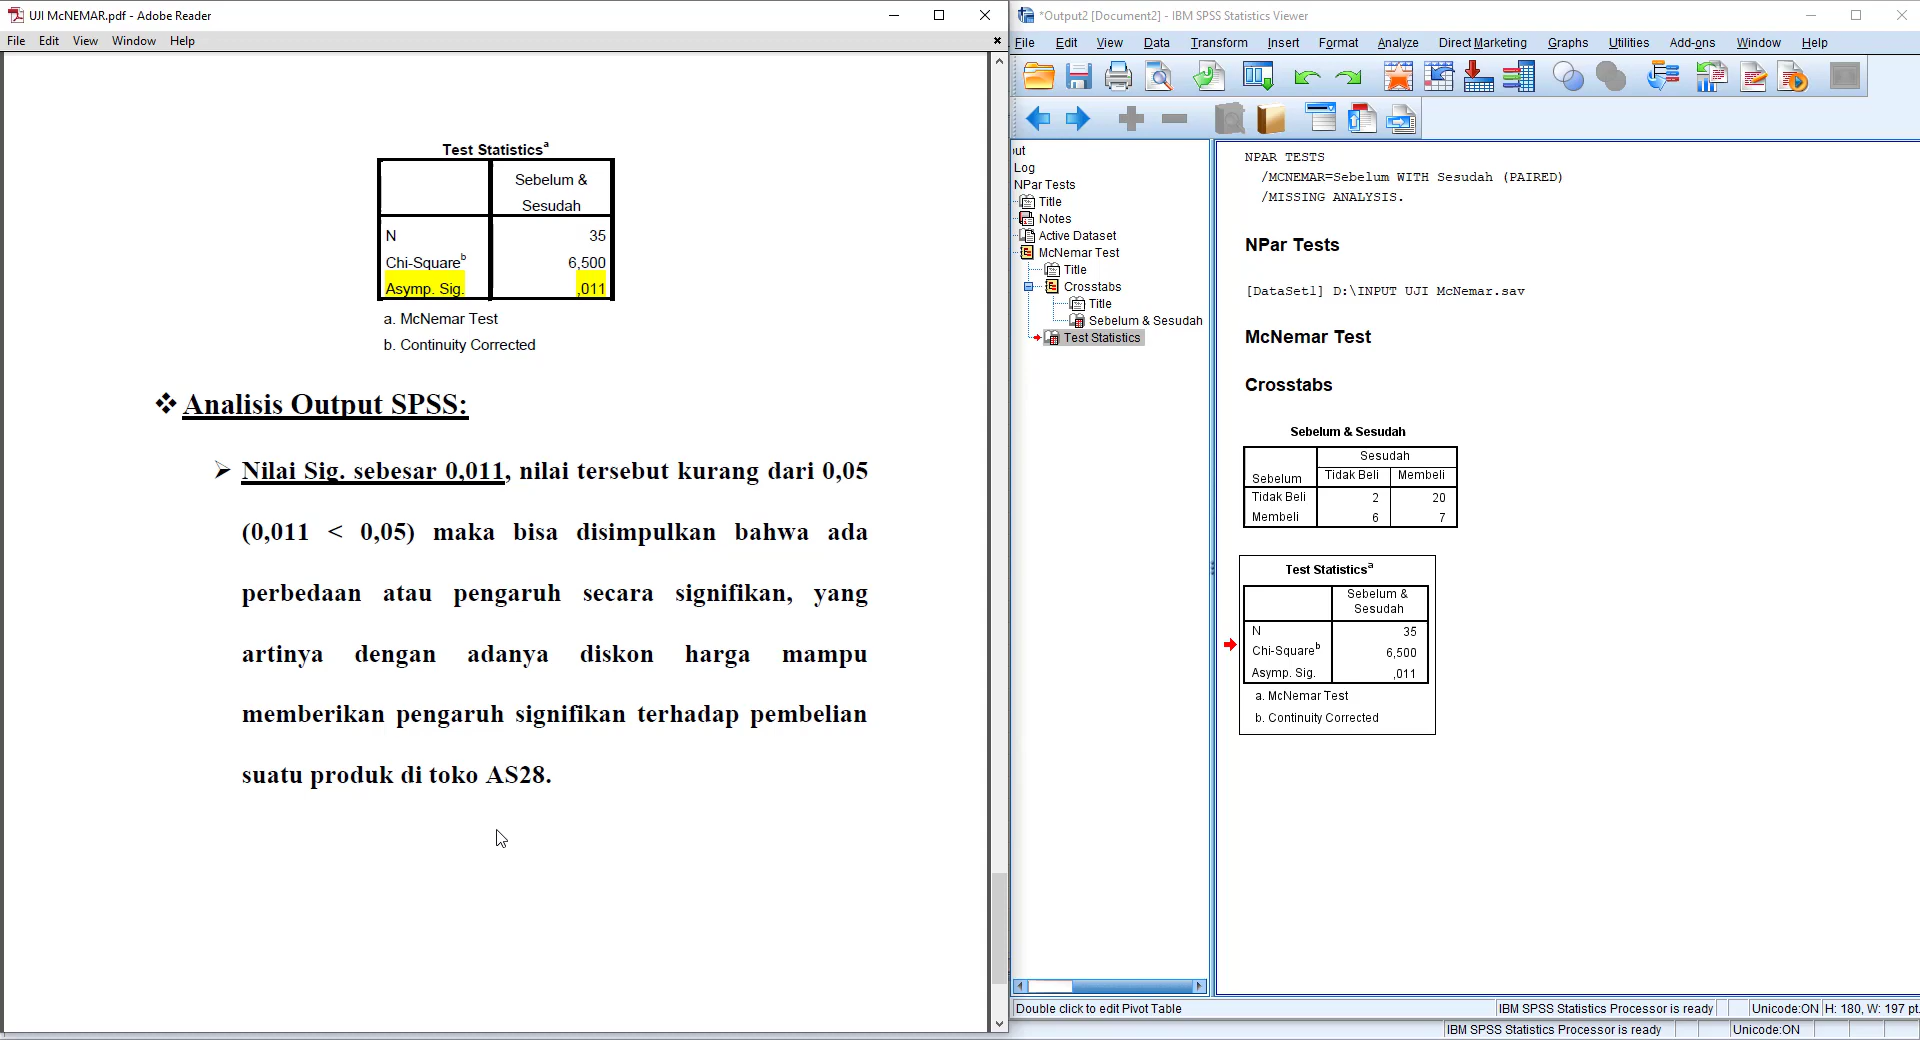 UJI McNEMAR.pdf - Adobe Reader
File Edit View Window Help
Test Statisticsᵃ
Sebelum &
Sesudah
N 35
Chi-Squareᵇ 6,500
Asymp. Sig. ,011
a. McNemar Test
b. Continuity Corrected
❖ Analisis Output SPSS:
➢ Nilai Sig. sebesar 0,011, nilai tersebut kurang dari 0,05
(0,011 < 0,05) maka bisa disimpulkan bahwa ada
perbedaan atau pengaruh secara signifikan, yang
artinya dengan adanya diskon harga mampu
memberikan pengaruh signifikan terhadap pembelian
suatu produk di toko AS28.
*Output2 [Document2] - IBM SPSS Statistics Viewer
File Edit View Data Transform Insert Format Analyze Direct Marketing Graphs Utilities Add-ons Window Help
Log
NPar Tests
Title
Notes
Active Dataset
McNemar Test
Title
Crosstabs
Title
Sebelum & Sesudah
Test Statistics
NPAR TESTS
/MCNEMAR=Sebelum WITH Sesudah (PAIRED)
/MISSING ANALYSIS.
NPar Tests
[DataSet1] D:\INPUT UJI McNemar.sav
McNemar Test
Crosstabs
Sebelum & Sesudah
Sesudah
Sebelum Tidak Beli Membeli
Tidak Beli 2 20
Membeli 6 7
Test Statisticsᵃ
Sebelum &
Sesudah
N 35
Chi-Squareᵇ 6,500
Asymp. Sig. ,011
a. McNemar Test
b. Continuity Corrected
Double click to edit Pivot Table IBM SPSS Statistics Processor is ready Unicode:ON H: 180, W: 197 pt.
IBM SPSS Statistics Processor is ready Unicode:ON